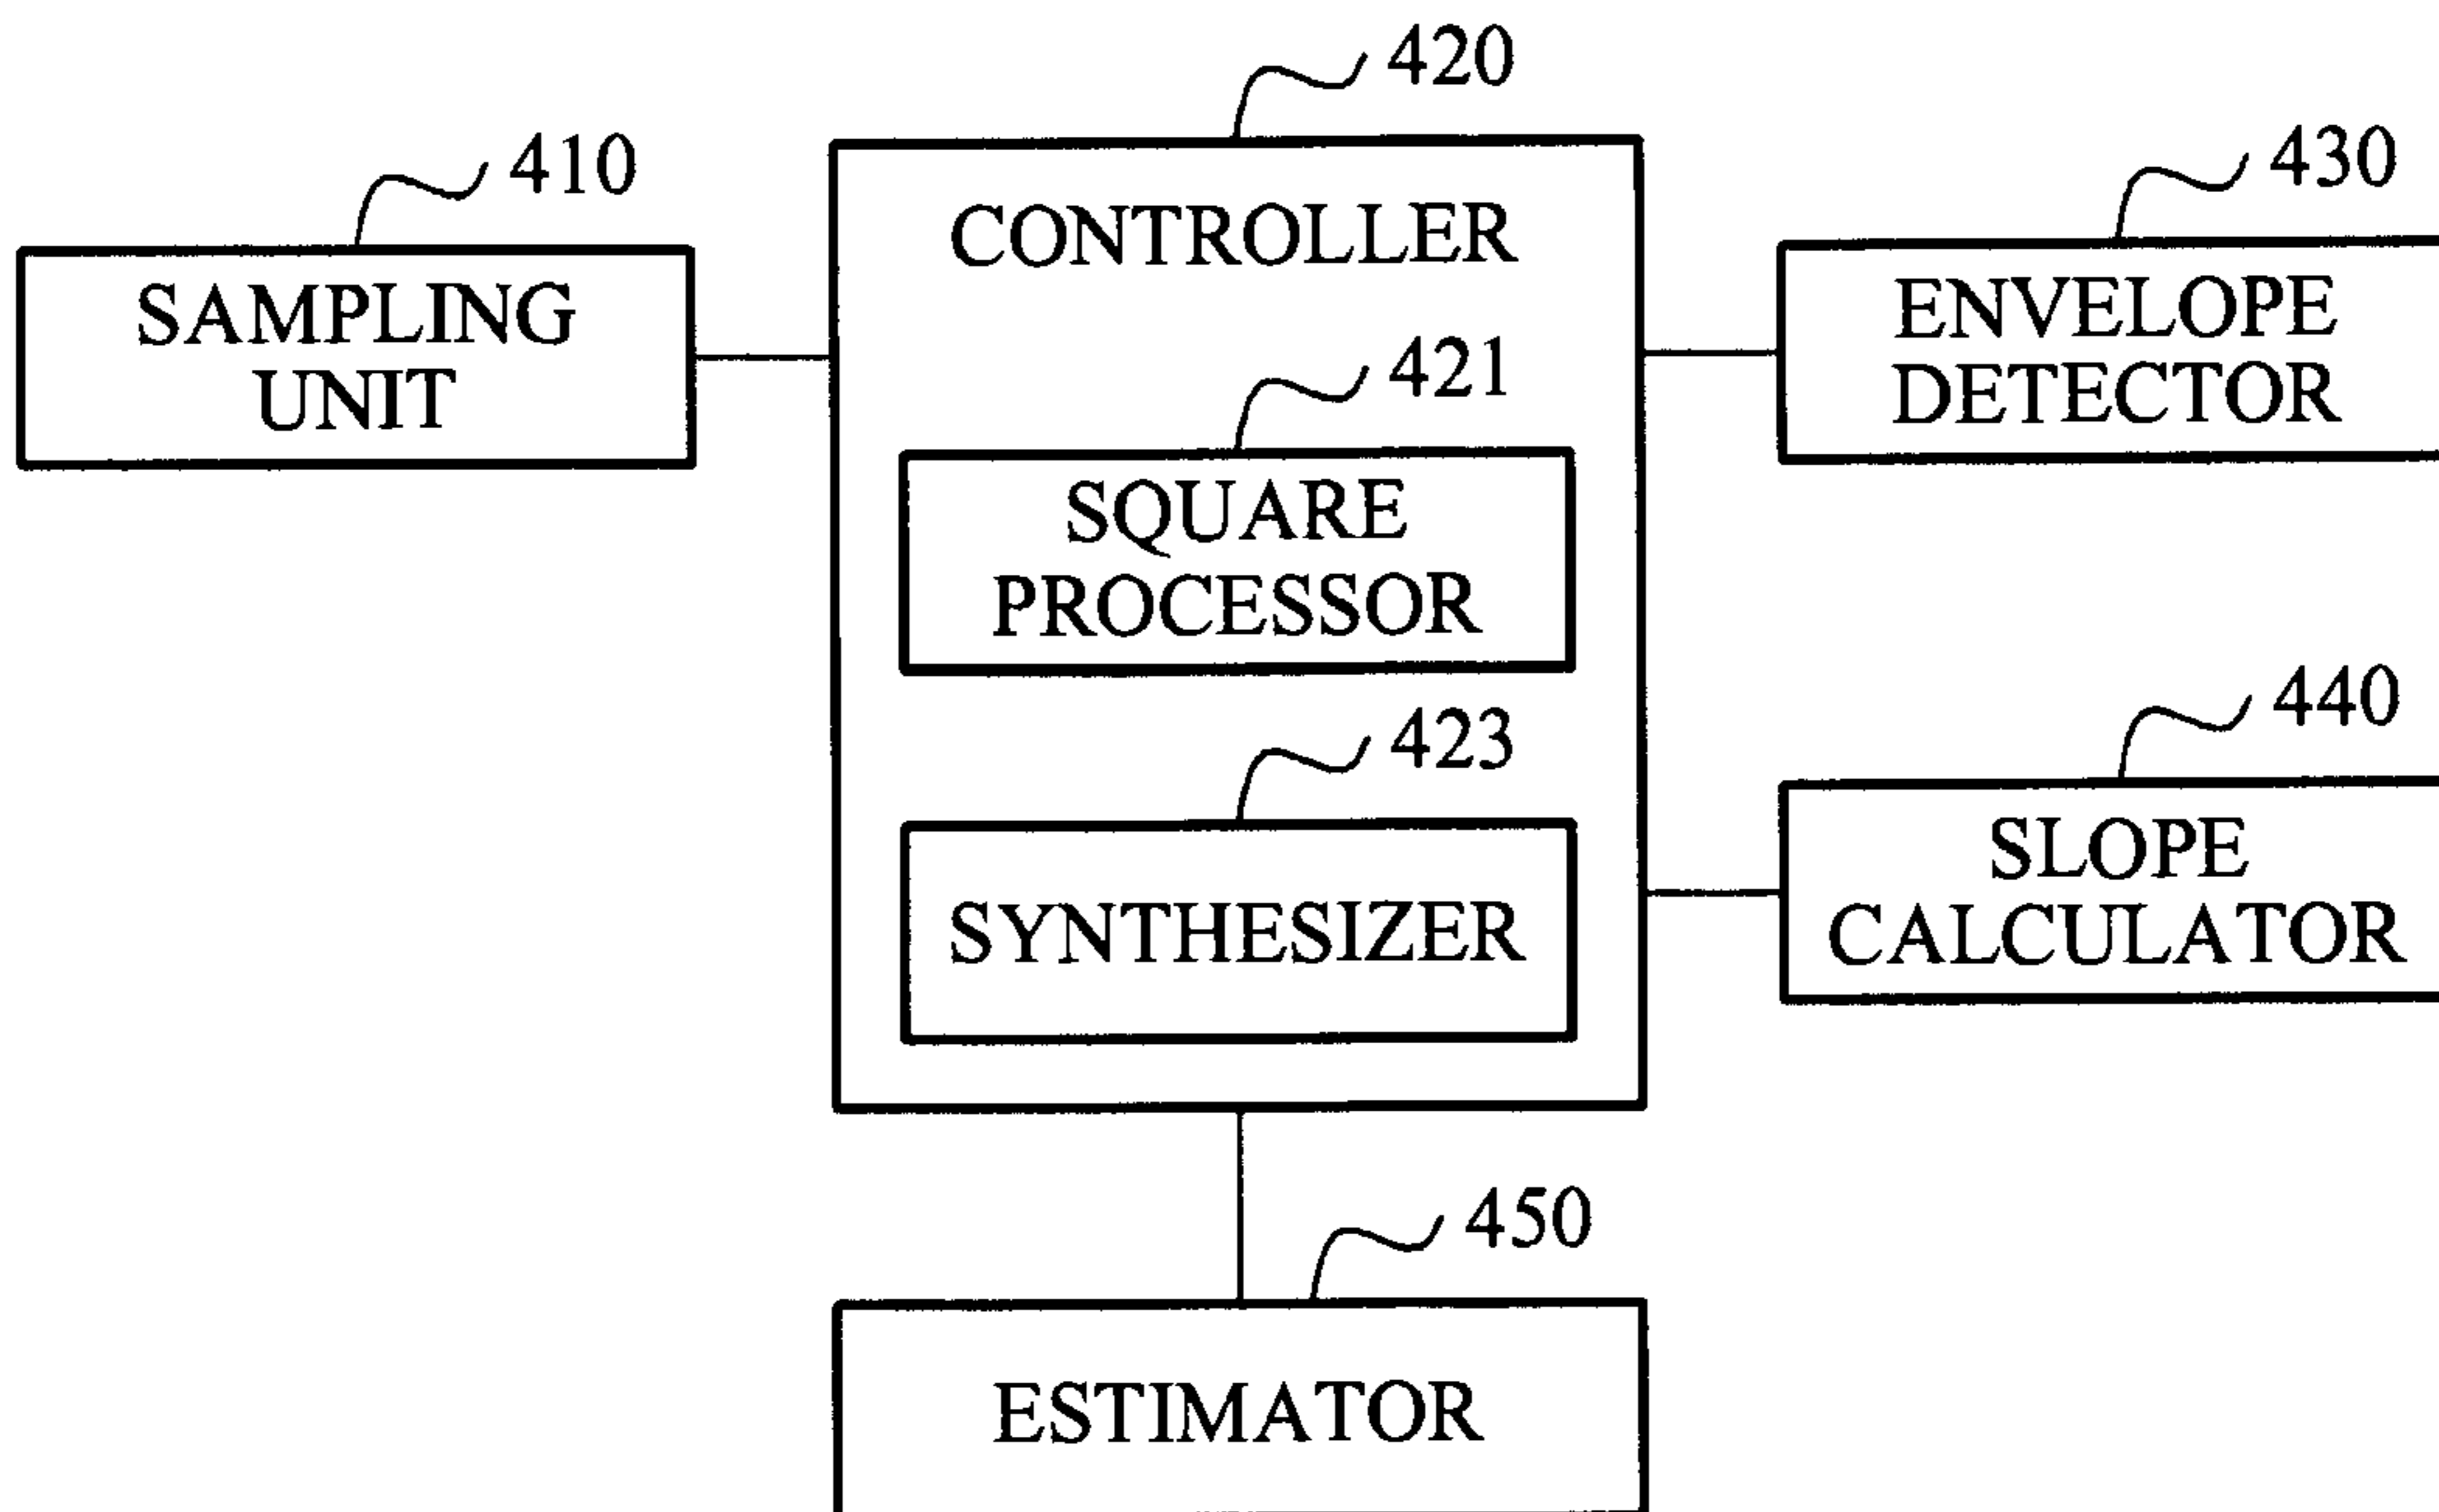 420
410
430
CONTROLLER
SAMPLING
UNIT
ENVELOPE
DETECTOR
421
SQUARE
PROCESSOR
440
423
SLOPE
CALCULATOR
SYNTHESIZER
450
ESTIMATOR